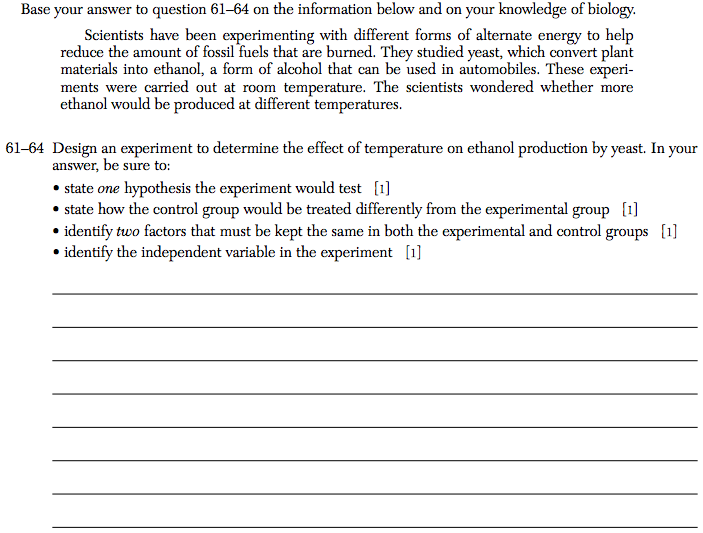 Base your answer to question 61–64 on the information below and on your knowledge of biology.
Scientists have been experimenting with different forms of alternate energy to help
reduce the amount of fossil fuels that are burned. They studied yeast, which convert plant
materials into ethanol, a form of alcohol that can be used in automobiles. These experi-
ments were carried out at room temperature. The scientists wondered whether more
ethanol would be produced at different temperatures.
61–64 Design an experiment to determine the effect of temperature on ethanol production by yeast. In your
answer, be sure to:
• state one hypothesis the experiment would test [1]
• state how the control group would be treated differently from the experimental group [1]
• identify two factors that must be kept the same in both the experimental and control groups [1]
• identify the independent variable in the experiment [1]